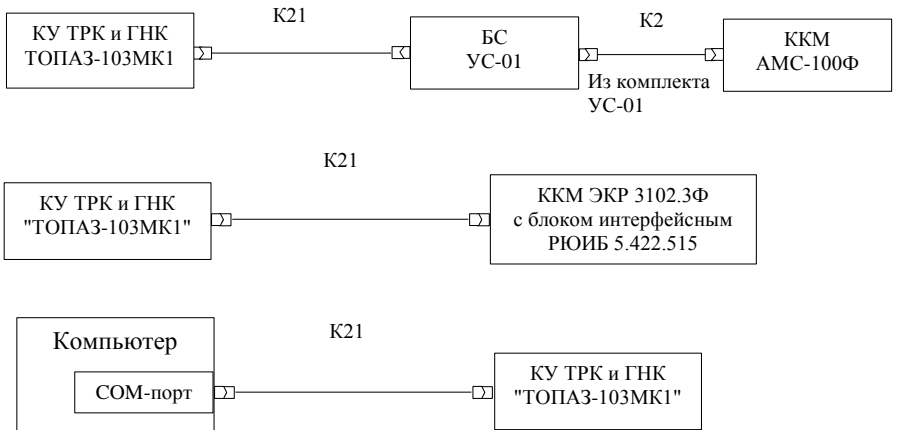 К21
К2
КУ ТРК и ГНК
ТОПАЗ-103МК1
БС
УС-01
ККМ
АМС-100Ф
Из комплекта
УС-01
К21
КУ ТРК и ГНК
"ТОПАЗ-103МК1"
ККМ ЭКР 3102.3Ф
с блоком интерфейсным
РЮИБ 5.422.515
К21
Компьютер
COM-порт
КУ ТРК и ГНК
"ТОПАЗ-103МК1"